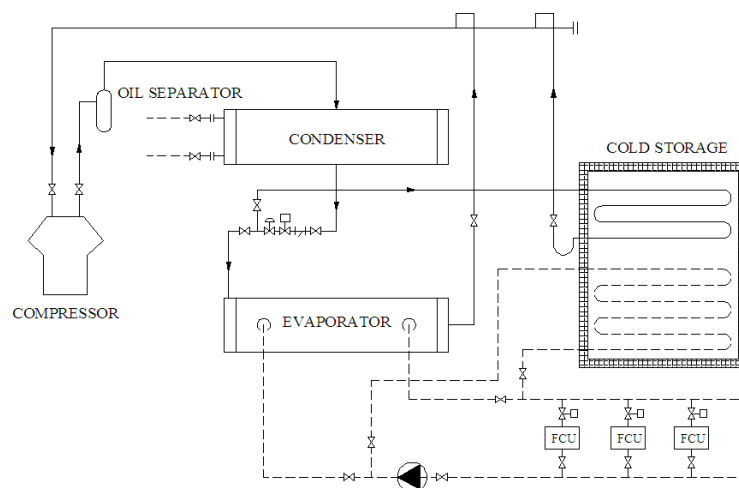 OIL SEPARATOR
CONDENSER
COLD STORAGE
COMPRESSOR
EVAPORATOR
FCU
FCU
FCU